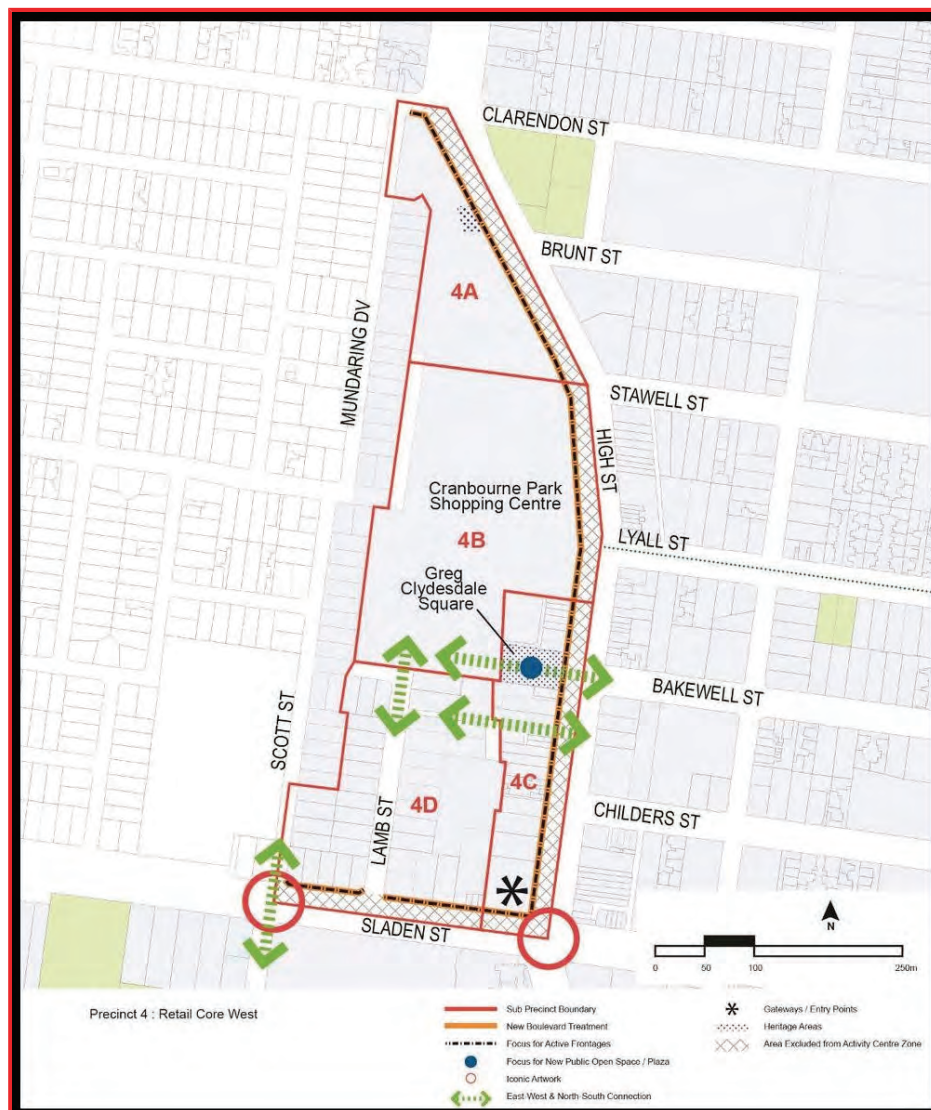 CLARENDON ST
BRUNT ST
4A
MUNDARING DV
STAWELL ST
HIGH ST
Cranbourne Park
Shopping Centre
4B
LYALL ST
Greg
Clydesdale
Square
BAKEWELL ST
SCOTT ST
4C
4D
LAMB ST
CHILDERS ST
SLADEN ST
N
0 50 100 250m
Precinct 4 : Retail Core West
Sub Precinct Boundary
New Boulevard Treatment
Focus for Active Frontages
Focus for New Public Open Space / Plaza
Iconic Artwork
East-West & North-South Connection
Gateways / Entry Points
Heritage Areas
Area Excluded from Activity Centre Zone